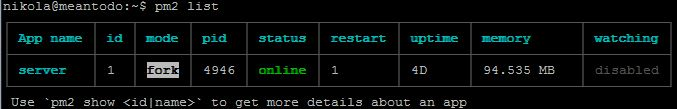 nikola@meantodo:~$ pm2 list
App name id mode pid status restart uptime memory watching
server 1 fork 4946 online 1 4D 94.535 MB disabled
Use `pm2 show <id|name>` to get more details about an app